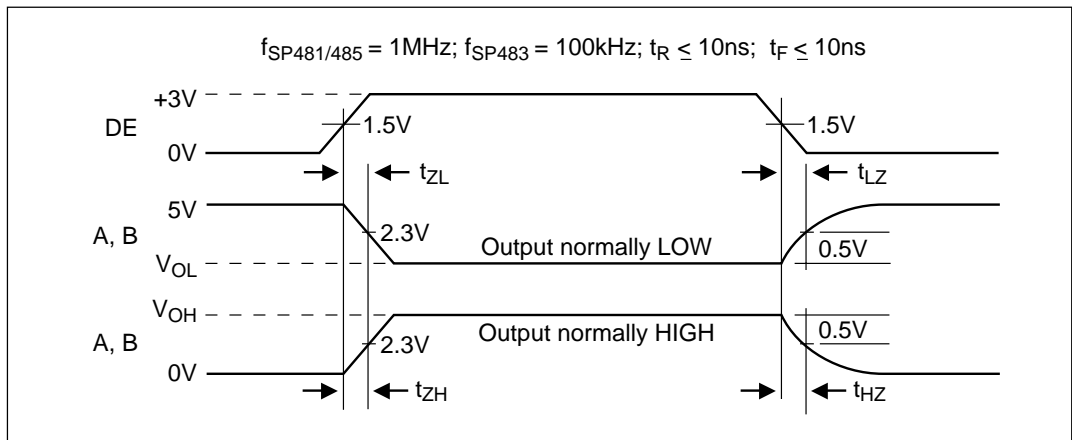 fSP481/485 = 1MHz; fSP483 = 100kHz; tR ≤ 10ns; tF ≤ 10ns
+3V
DE
1.5V
1.5V
0V
tZL
tLZ
5V
A, B
2.3V
Output normally LOW
0.5V
VOL
VOH
A, B
2.3V
Output normally HIGH
0.5V
0V
tZH
tHZ